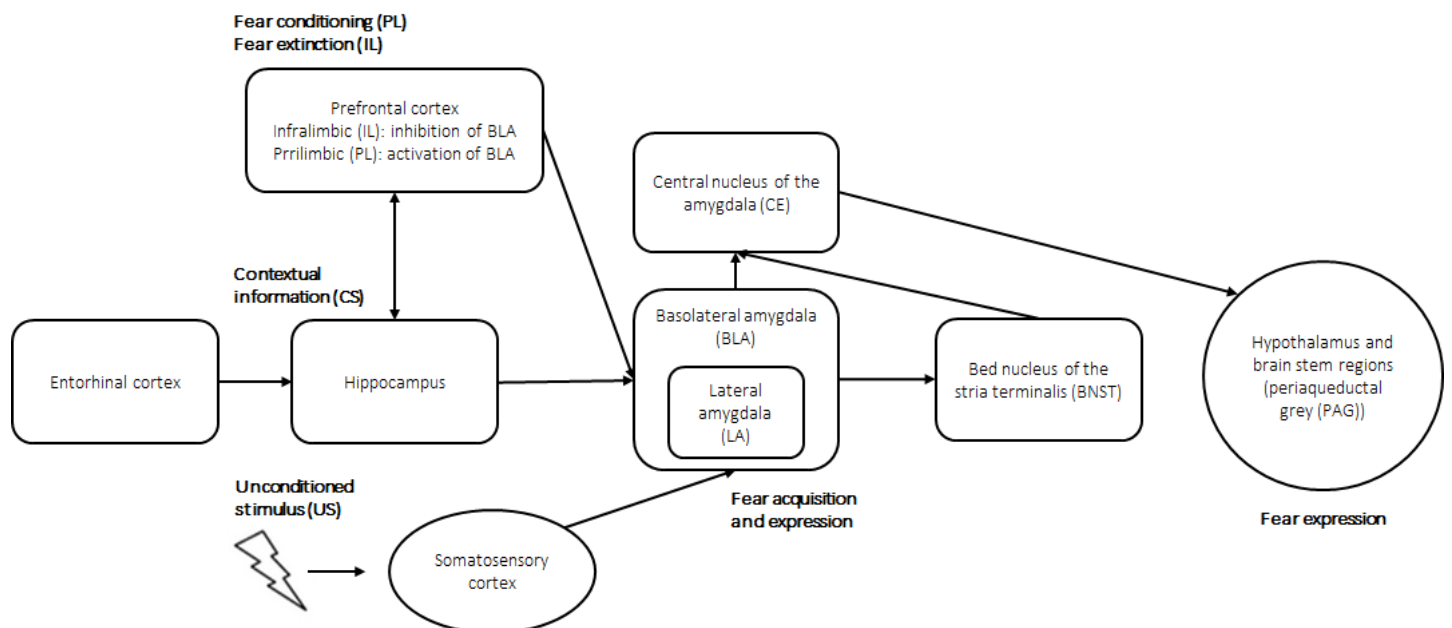 Fear conditioning (PL)
Fear extinction (IL)
Prefrontal cortex
Infralimbic (IL): inhibition of BLA
Prrilimbic (PL): activation of BLA
Central nucleus of the
amygdala (CE)
Contextual
information (CS)
Entorhinal cortex
Hippocampus
Basolateral amygdala
(BLA)
Lateral
amygdala
(LA)
Bed nucleus of the
stria terminalis (BNST)
Hypothalamus and
brain stem regions
(periaqueductal
grey (PAG))
Unconditioned
stimulus (US)
Somatosensory
cortex
Fear acquisition
and expression
Fear expression